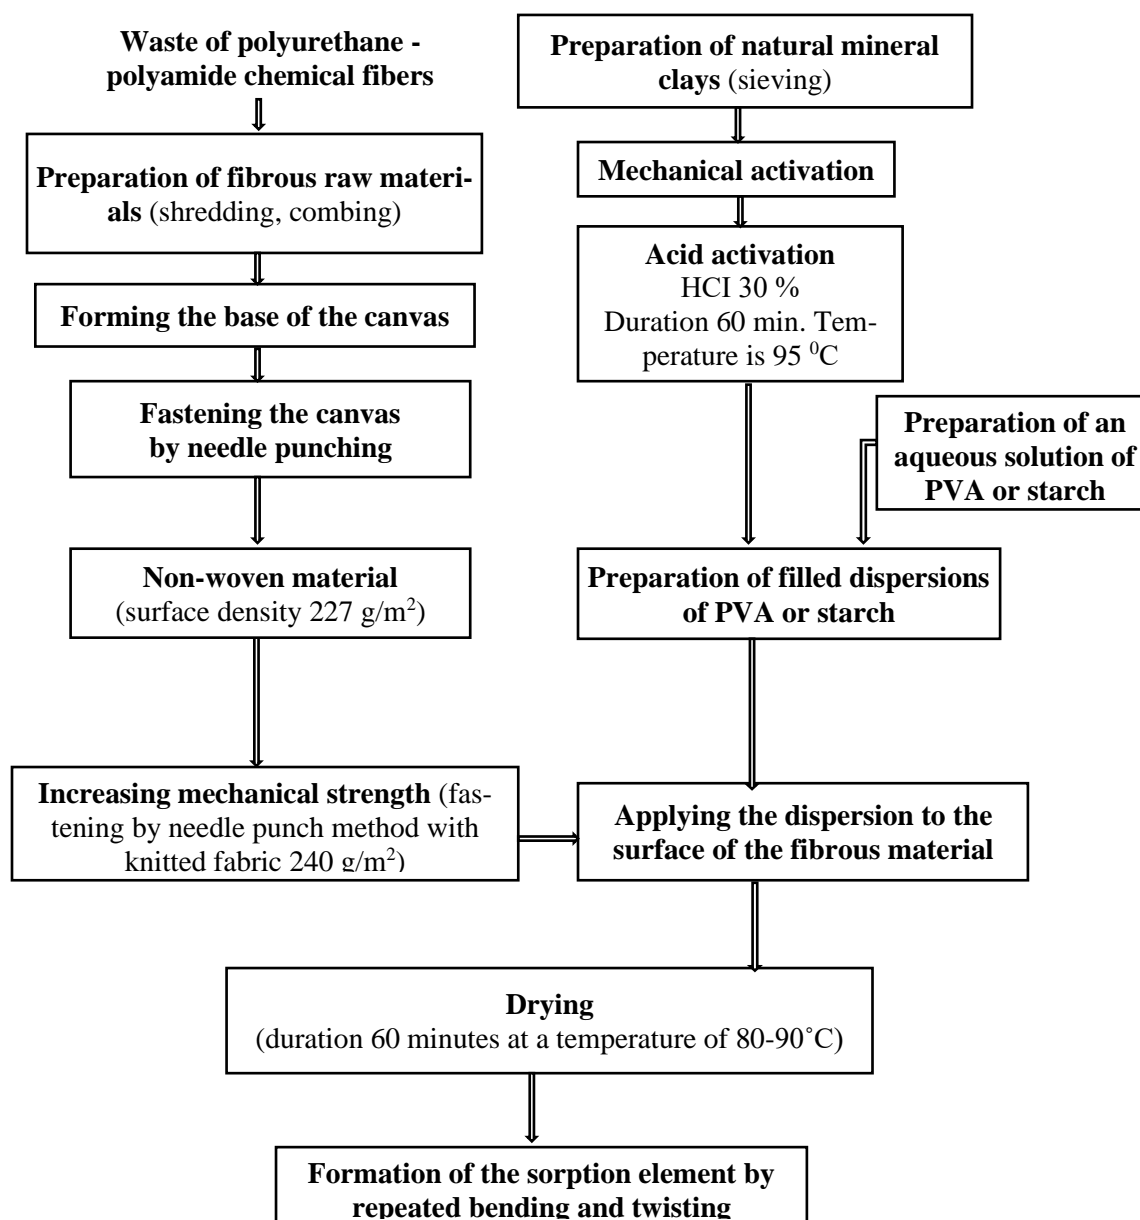 Waste of polyurethane -
polyamide chemical fibers
Preparation of fibrous raw materi-
als (shredding, combing)
Forming the base of the canvas
Fastening the canvas
by needle punching
Non-woven material
(surface density 227 g/m²)
Increasing mechanical strength (fas-
tening by needle punch method with
knitted fabric 240 g/m²)
Preparation of natural mineral
clays (sieving)
Mechanical activation
Acid activation
HCI 30 %
Duration 60 min. Tem-
perature is 95 ⁰C
Preparation of an
aqueous solution of
PVA or starch
Preparation of filled dispersions
of PVA or starch
Applying the dispersion to the
surface of the fibrous material
Drying
(duration 60 minutes at a temperature of 80-90˚C)
Formation of the sorption element by
repeated bending and twisting